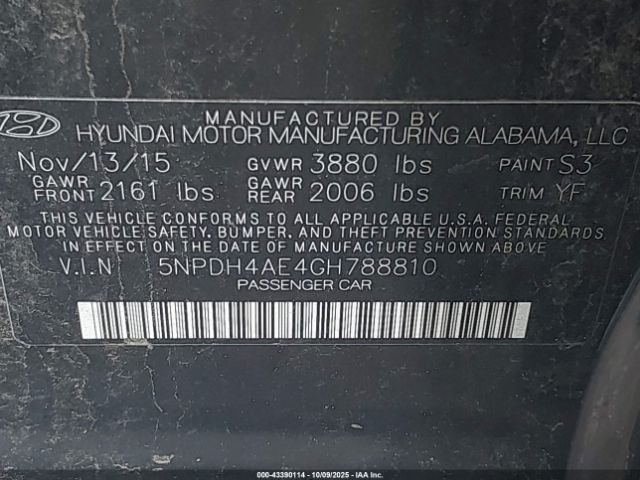 MANUFACTURED BY
HYUNDAI MOTOR MANUFACTURING ALABAMA, LLC
Nov/13/15 GVWR 3880 lbs PAINT S3
GAWR FRONT 2161 lbs GAWR REAR 2006 lbs TRIM YF
THIS VEHICLE CONFORMS TO ALL APPLICABLE U.S.A. FEDERAL
MOTOR VEHICLE SAFETY, BUMPER, AND THEFT PREVENTION STANDARDS
IN EFFECT ON THE DATE OF MANUFACTURE SHOWN ABOVE
V.I.N 5NPDH4AE4GH788810
PASSENGER CAR
000-43390114 - 10/09/2025 - IAAI.com